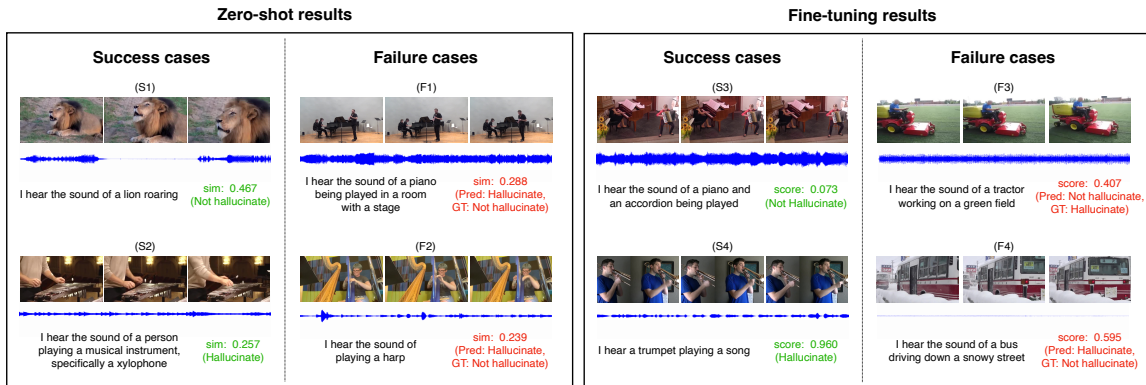 Zero-shot results
Success cases
(S1)
I hear the sound of a lion roaring
sim: 0.467
(Not hallucinate)
(S2)
I hear the sound of a person
playing a musical instrument,
specifically a xylophone
sim: 0.257
(Hallucinate)
Failure cases
(F1)
I hear the sound of a piano
being played in a room
with a stage
sim: 0.288
(Pred: Hallucinate,
GT: Not hallucinate)
(F2)
I hear the sound of
playing a harp
sim: 0.239
(Pred: Hallucinate,
GT: Not hallucinate)
Fine-tuning results
Success cases
(S3)
I hear the sound of a piano and
an accordion being played
score: 0.073
(Not Hallucinate)
(S4)
I hear a trumpet playing a song
score: 0.960
(Hallucinate)
Failure cases
(F3)
I hear the sound of a tractor
working on a green field
score: 0.407
(Pred: Not hallucinate,
GT: Hallucinate)
(F4)
I hear the sound of a bus
driving down a snowy street
score: 0.595
(Pred: Hallucinate,
GT: Not hallucinate)